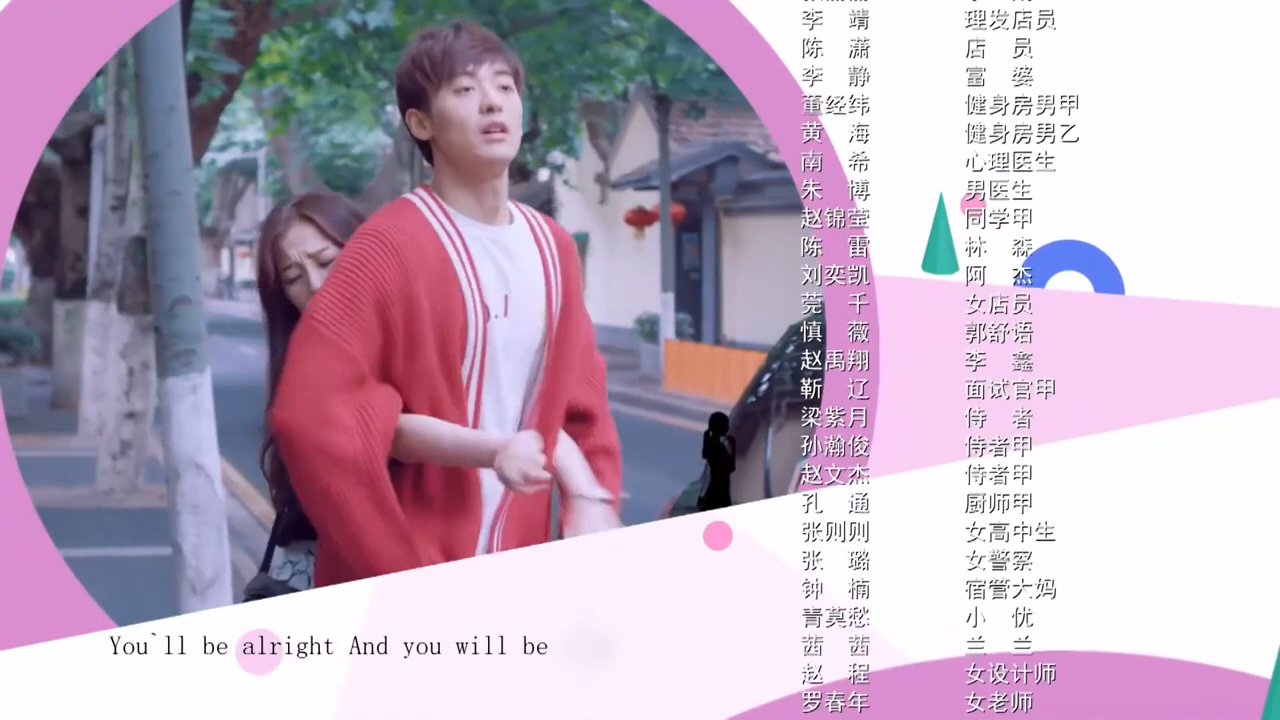 李 靖 理发店员
陈 潇 店 员
李 静 富 婆
董经纬 健身房男甲
黄 海 健身房男乙
南 希 心理医生
朱 博 男医生
赵锦莹 同学甲
陈 雷 林 森
刘奕凯 阿 杰
莞 千 女店员
慎 薇 郭舒语
赵禹翔 李 鑫
靳 辽 面试官甲
梁紫月 侍 者
孙瀚俊 侍者甲
赵文杰 侍者甲
孔 通 厨师甲
张则则 女高中生
张 璐 女警察
钟 楠 宿管大妈
青莫愁 小 优
茜 茜 兰 兰
赵 程 女设计师
罗春年 女老师
You`ll be alright And you will be